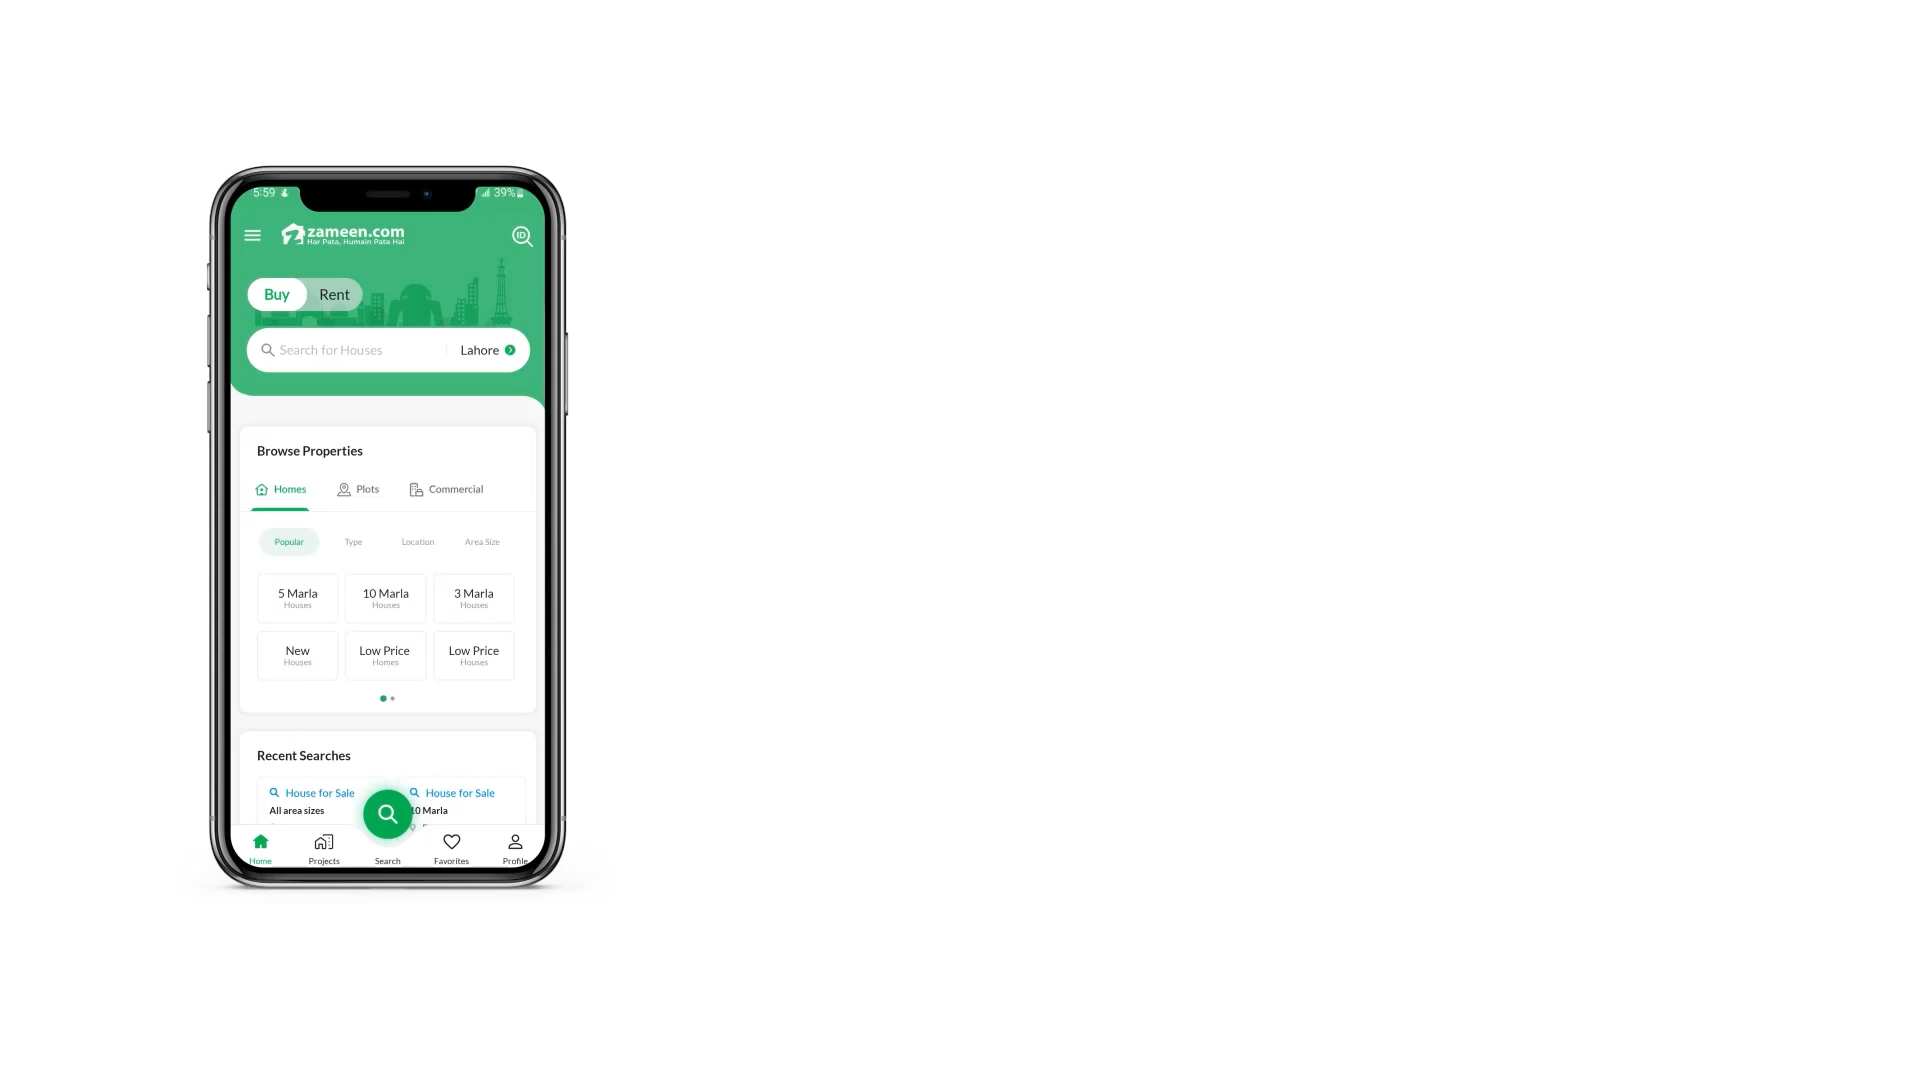 5:59
39%
zameen.com
Har Pata, Humain Pata Hai
ID
Buy Rent
Search for Houses Lahore
Browse Properties
Homes Plots Commercial
Popular Type Location Area Size
5 Marla 10 Marla 3 Marla
Houses Houses Houses
New Low Price Low Price
Houses Homes Houses
Recent Searches
House for Sale House for Sale
All area sizes 10 Marla
Home Projects Search Favorites Profile